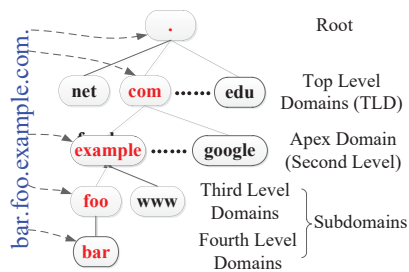 bar.foo.example.com.
.
Root
net
com
......
edu
Top Level
Domains (TLD)
example
......
google
Apex Domain
(Second Level)
foo
www
Third Level
Domains
Subdomains
bar
Fourth Level
Domains